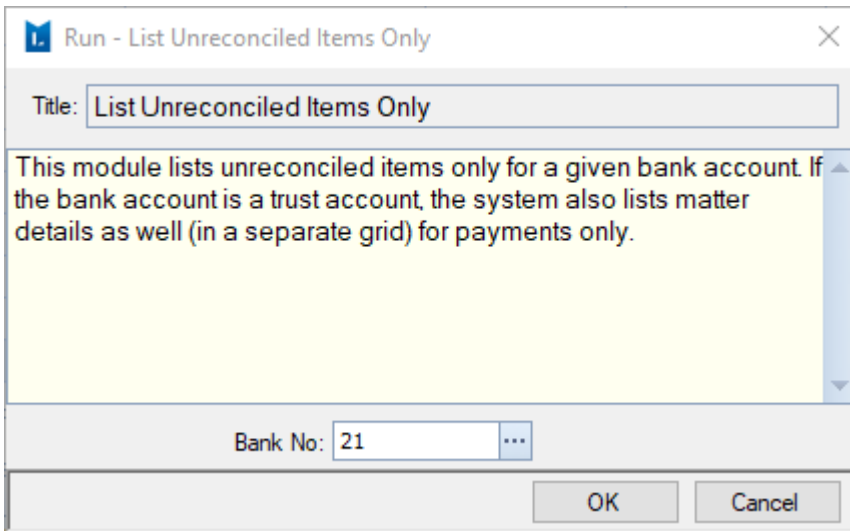 Run - List Unreconciled Items Only
Title: List Unreconciled Items Only
This module lists unreconciled items only for a given bank account. If
the bank account is a trust account, the system also lists matter
details as well (in a separate grid) for payments only.
Bank No: 21 ...
OK Cancel